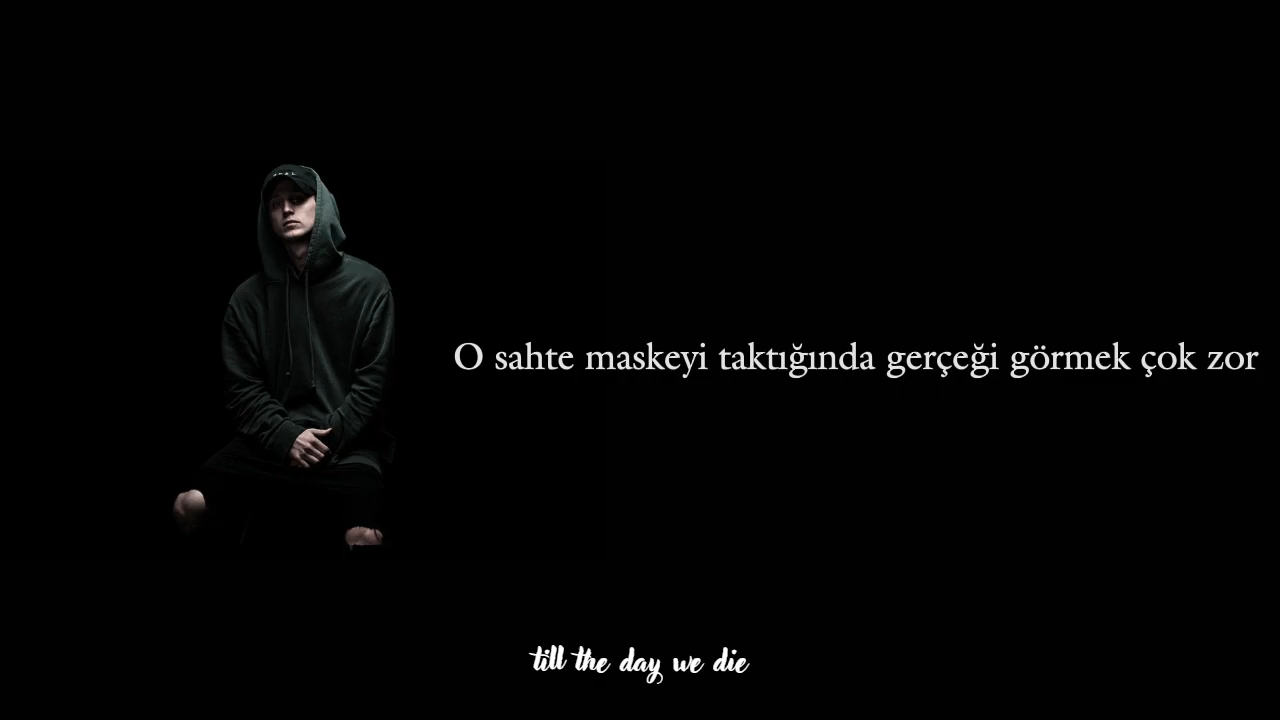 O sahte maskeyi taktığında gerçeği görmek çok zor
till the day we die